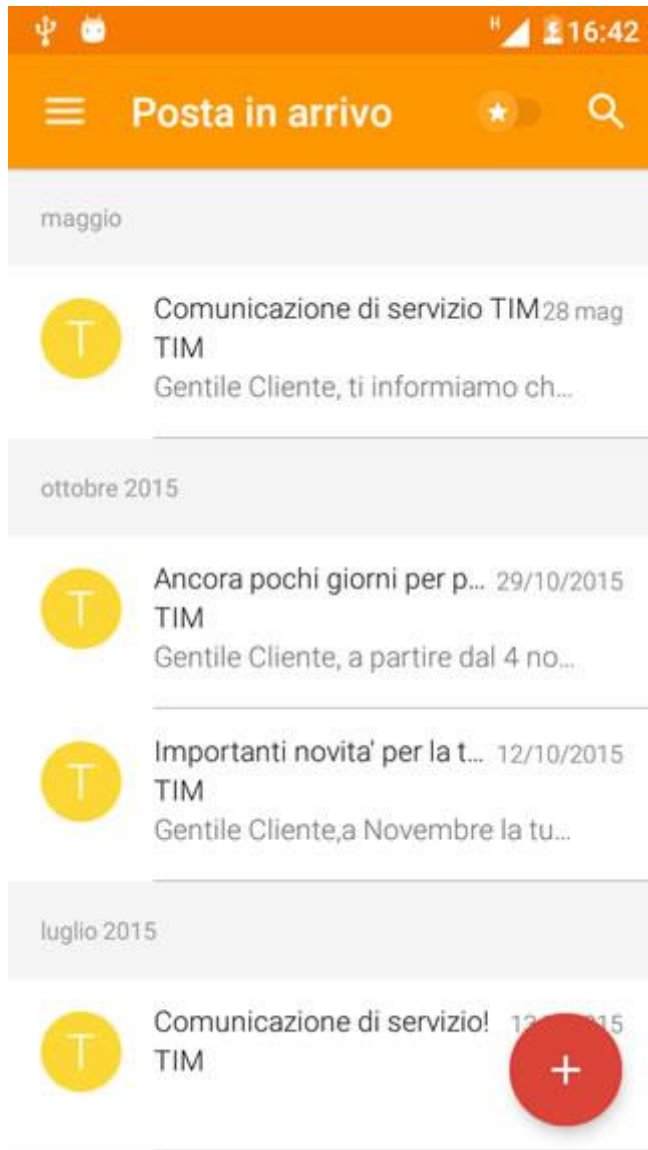 H 16:42
Posta in arrivo
maggio
T
Comunicazione di servizio TIM 28 mag
TIM
Gentile Cliente, ti informiamo ch...
ottobre 2015
T
Ancora pochi giorni per p... 29/10/2015
TIM
Gentile Cliente, a partire dal 4 no...
T
Importanti novita' per la t... 12/10/2015
TIM
Gentile Cliente,a Novembre la tu...
luglio 2015
T
Comunicazione di servizio!
TIM